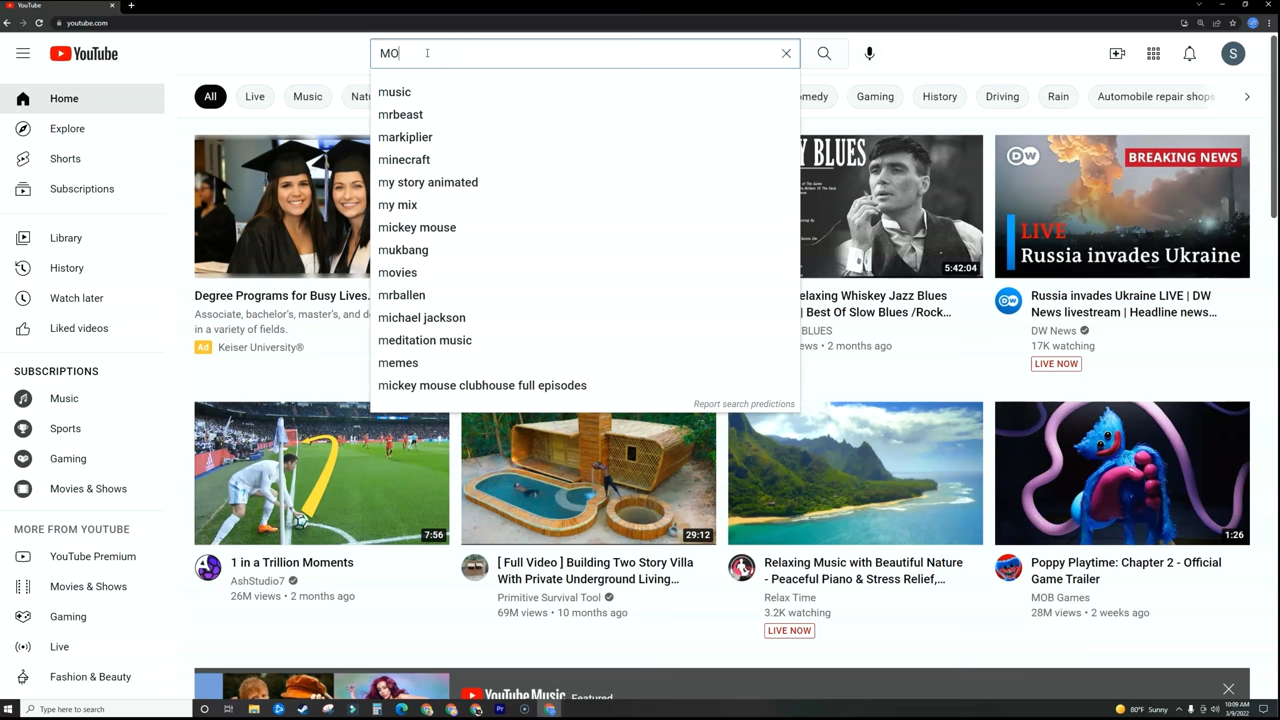 YouTube
youtube.com
YouTube
MO
S
Home
Explore
Shorts
Subscriptions
Library
History
Watch later
Liked videos
SUBSCRIPTIONS
Music
Sports
Gaming
Movies & Shows
MORE FROM YOUTUBE
YouTube Premium
Movies & Shows
Gaming
Live
Fashion & Beauty
All
Live
Music
Natu
medy
Gaming
History
Driving
Rain
Automobile repair shops
music
mrbeast
markiplier
minecraft
my story animated
my mix
mickey mouse
mukbang
movies
mrballen
michael jackson
meditation music
memes
mickey mouse clubhouse full episodes
Report search predictions
Degree Programs for Busy Lives.
Associate, bachelor's, master's, and d
in a variety of fields.
Ad Keiser University®
Y BLUES
5:42:04
elaxing Whiskey Jazz Blues
| Best Of Slow Blues /Rock...
BLUES
ews • 2 months ago
DW
BREAKING NEWS
LIVE
Russia invades Ukraine
Russia invades Ukraine LIVE | DW
News livestream | Headline news...
DW News
17K watching
LIVE NOW
7:56
1 in a Trillion Moments
AshStudio7
26M views • 2 months ago
29:12
[ Full Video ] Building Two Story Villa
With Private Underground Living...
Primitive Survival Tool
69M views • 10 months ago
Relaxing Music with Beautiful Nature
- Peaceful Piano & Stress Relief,...
Relax Time
3.2K watching
LIVE NOW
1:26
Poppy Playtime: Chapter 2 - Official
Game Trailer
MOB Games
28M views • 2 weeks ago
YouTube Music Featured
Type here to search
80°F Sunny
10:09 AM
3/9/2022